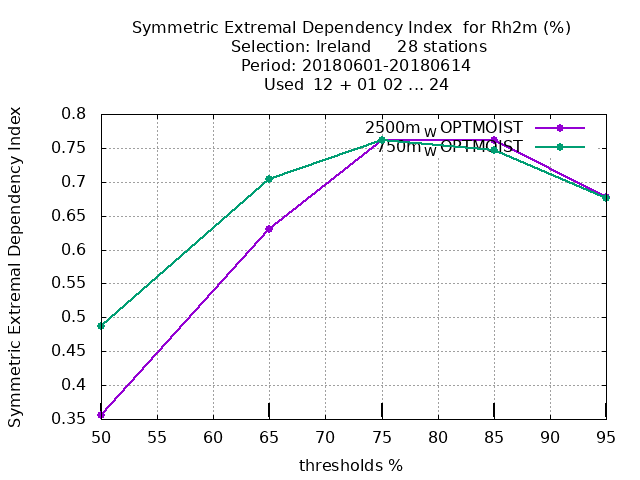 Symmetric Extremal Dependency Index for Rh2m (%)
Selection: Ireland 28 stations
Period: 20180601-20180614
Used 12 + 01 02 ... 24
Symmetric Extremal Dependency Index
0.8
0.75
0.7
0.65
0.6
0.55
0.5
0.45
0.4
0.35
2500m W OPTMOIST
750m W OPTMOIST
50 55 60 65 70 75 80 85 90 95
thresholds %